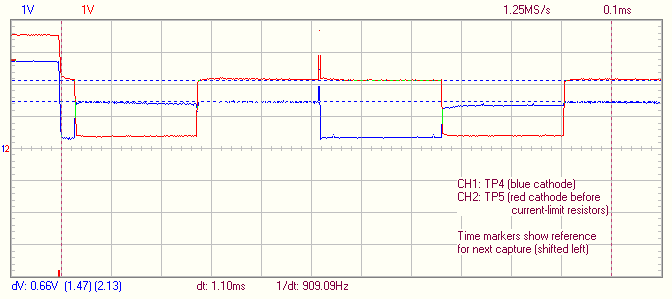 1V 1V 1.25MS/s 0.1ms
12
CH1: TP4 (blue cathode)
CH2: TP5 (red cathode before
current-limit resistors)
Time markers show reference
for next capture (shifted left)
dV: 0.66V (1.47) (2.13) dt: 1.10ms 1/dt: 909.09Hz